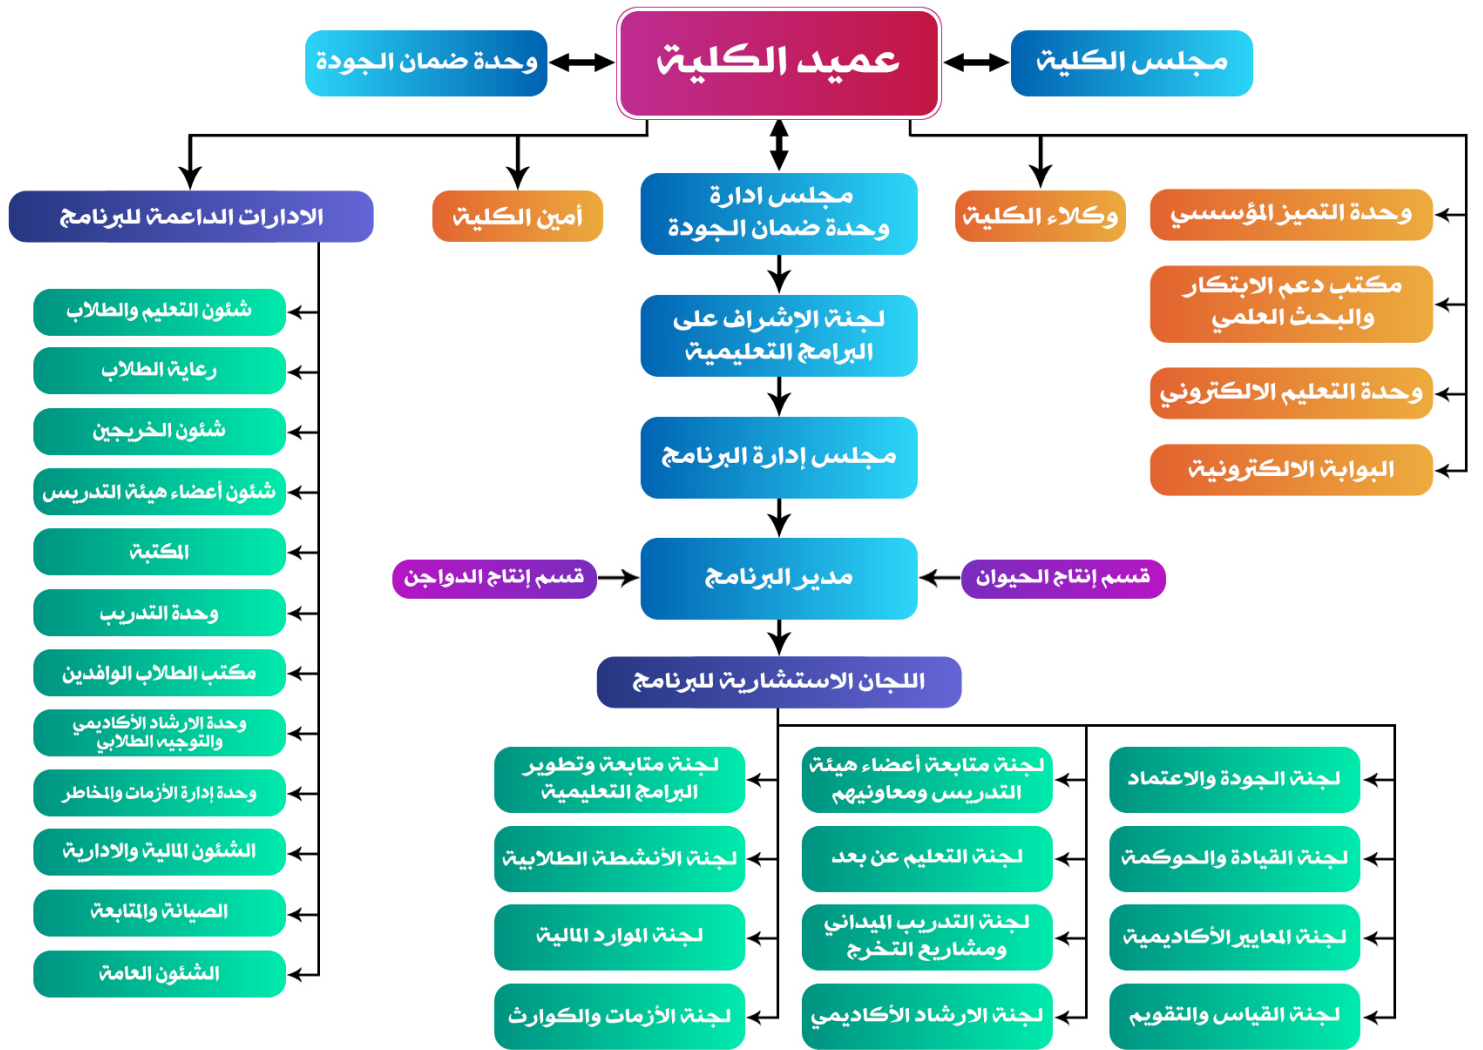 مجلس الكلية
عميد الكلية
وحدة ضمان الجودة
وحدة التميز المؤسسي
مكتب دعم الابتكار
والبحث العلمي
وحدة التعليم الالكتروني
البوابة الالكترونية
وكلاء الكلية
مجلس ادارة
وحدة ضمان الجودة
لجنة الإشراف على
البرامج التعليمية
مجلس إدارة البرنامج
قسم إنتاج الحيوان
مدير البرنامج
قسم إنتاج الدواجن
أمين الكلية
الادارات الداعمة للبرنامج
شئون التعليم والطلاب
رعاية الطلاب
شئون الخريجين
شئون أعضاء هيئة التدريس
المكتبة
وحدة التدريب
مكتب الطلاب الوافدين
وحدة الارشاد الأكاديمي
والتوجيه الطلابي
وحدة إدارة الأزمات والمخاطر
الشئون المالية والادارية
الصيانة والمتابعة
الشئون العامة
اللجان الاستشارية للبرنامج
لجنة الجودة والاعتماد
لجنة القيادة والحوكمة
لجنة المعايير الأكاديمية
لجنة القياس والتقويم
لجنة متابعة أعضاء هيئة
التدريس ومعاونيهم
لجنة التعليم عن بعد
لجنة التدريب الميداني
ومشاريع التخرج
لجنة الارشاد الأكاديمي
لجنة متابعة وتطوير
البرامج التعليمية
لجنة الأنشطة الطلابية
لجنة الموارد المالية
لجنة الأزمات والكوارث